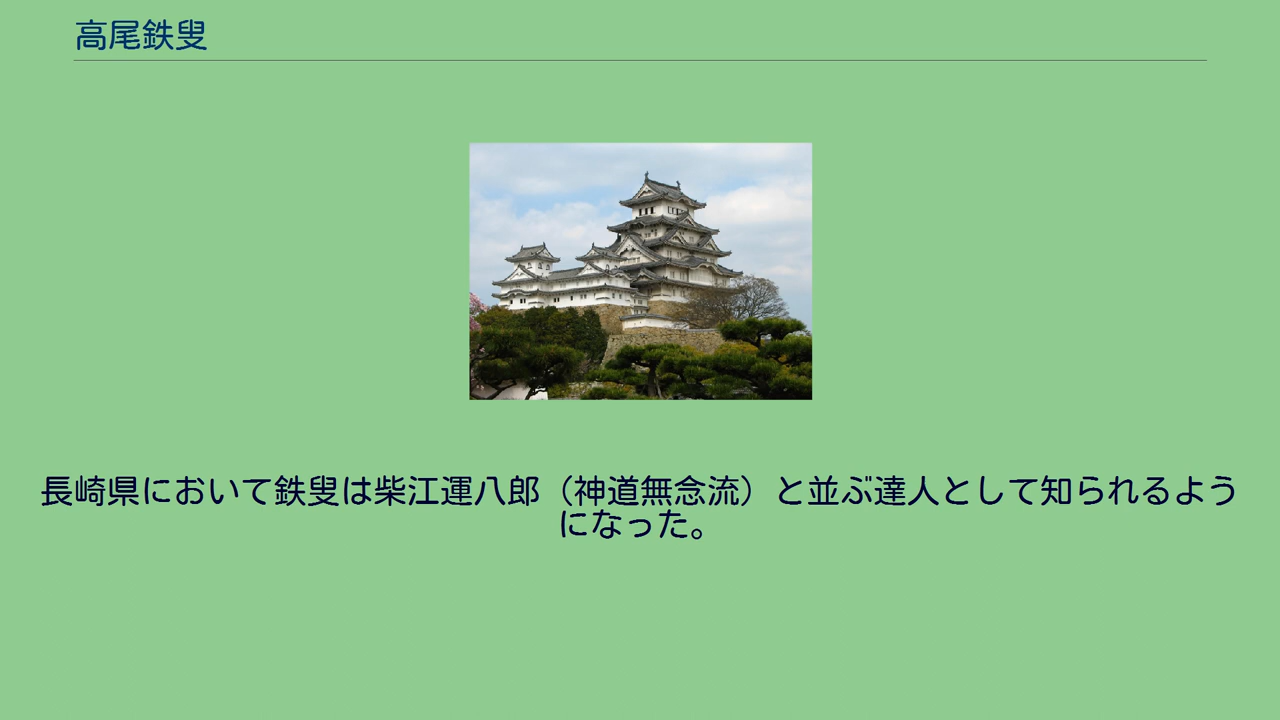 高尾鉄叟
長崎県において鉄叟は柴江運八郎（神道無念流）と並ぶ達人として知られるよう
になった。